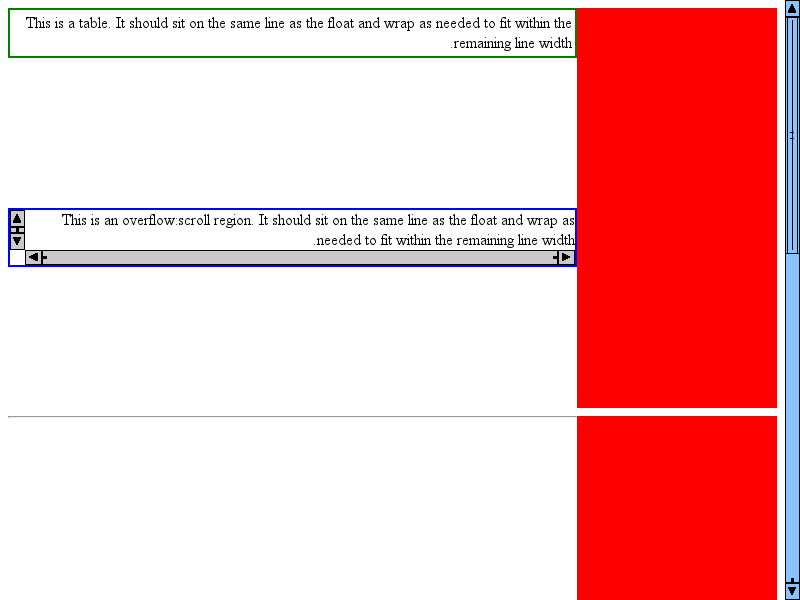 This is a table. It should sit on the same line as the float and wrap as needed to fit within the
.remaining line width
This is an overflow:scroll region. It should sit on the same line as the float and wrap as
.needed to fit within the remaining line width